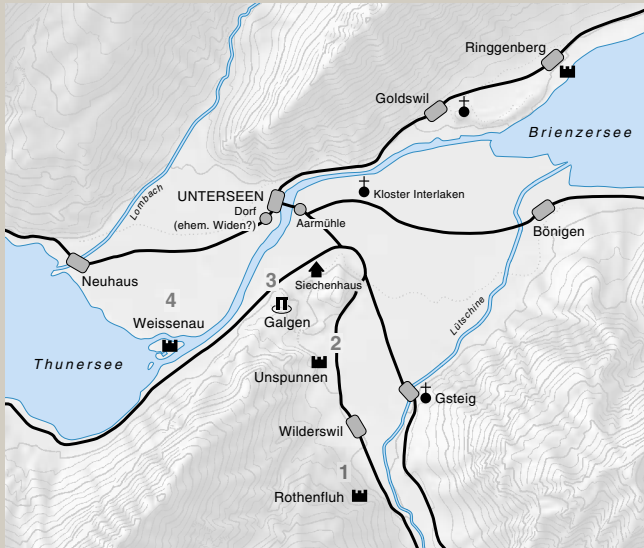 Ringgenberg
Goldswil
Brienzersee
Lombach
UNTERSEEN
Dorf
(ehem. Widen?)
Kloster Interlaken
Aarmühle
Bönigen
Neuhaus
3
Siechenhaus
4
Weissenau
Galgen
Lütschine
Thunersee
2
Unspunnen
Gsteig
Wilderswil
1
Rothenfluh